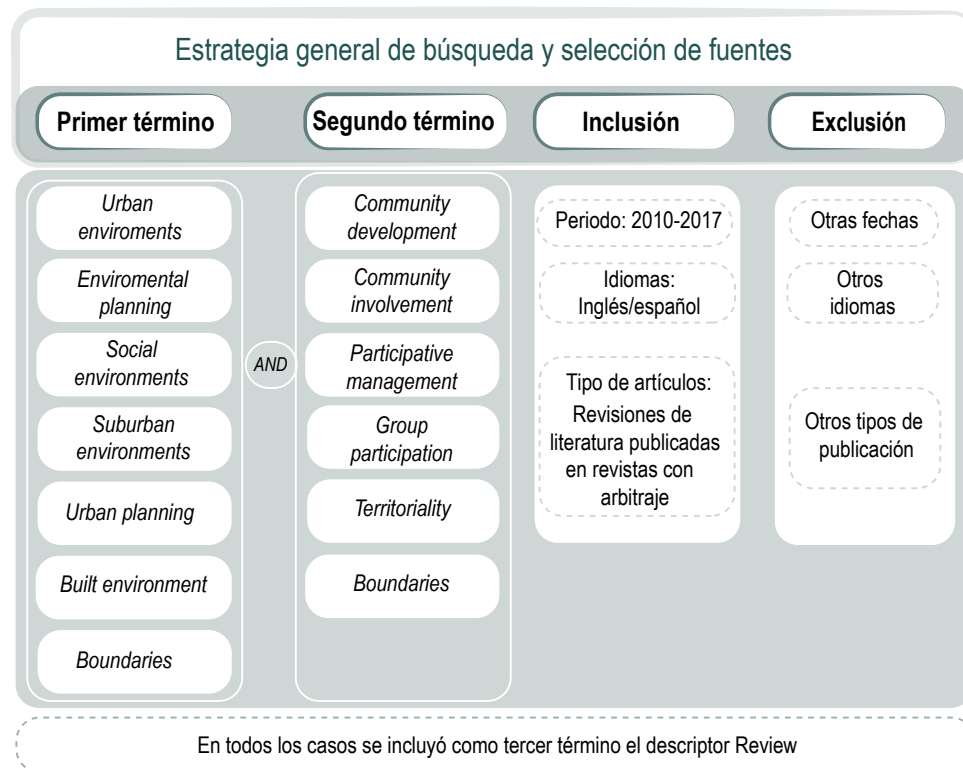 Estrategia general de búsqueda y selección de fuentes
Primer término
Segundo término
Inclusión
Exclusión
Urban
enviroments
Enviromental
planning
Social
environments
Suburban
environments
Urban planning
Built environment
Boundaries
AND
Community
development
Community
involvement
Participative
management
Group
participation
Territoriality
Boundaries
Periodo: 2010-2017
Idiomas:
Inglés/español
Tipo de artículos:
Revisiones de
literatura publicadas
en revistas con
arbitraje
Otras fechas
Otros
idiomas
Otros tipos de
publicación
En todos los casos se incluyó como tercer término el descriptor Review